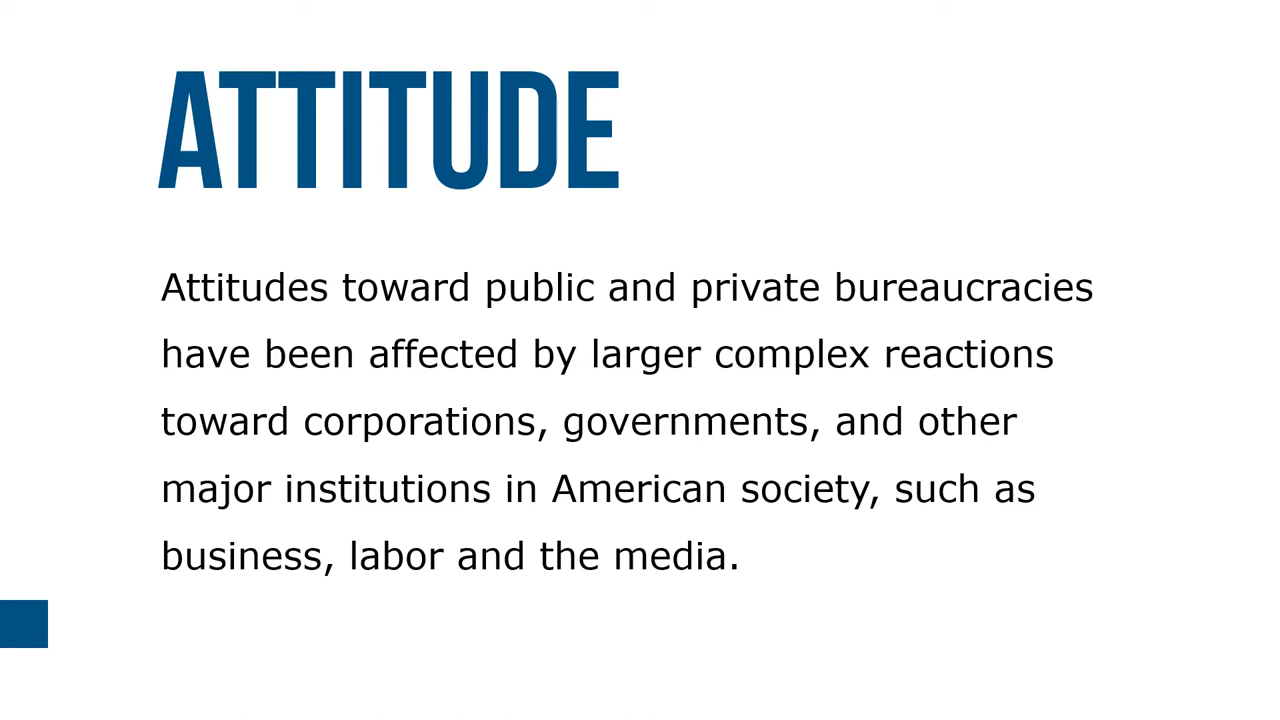 ATTITUDE
Attitudes toward public and private bureaucracies
have been affected by larger complex reactions
toward corporations, governments, and other
major institutions in American society, such as
business, labor and the media.